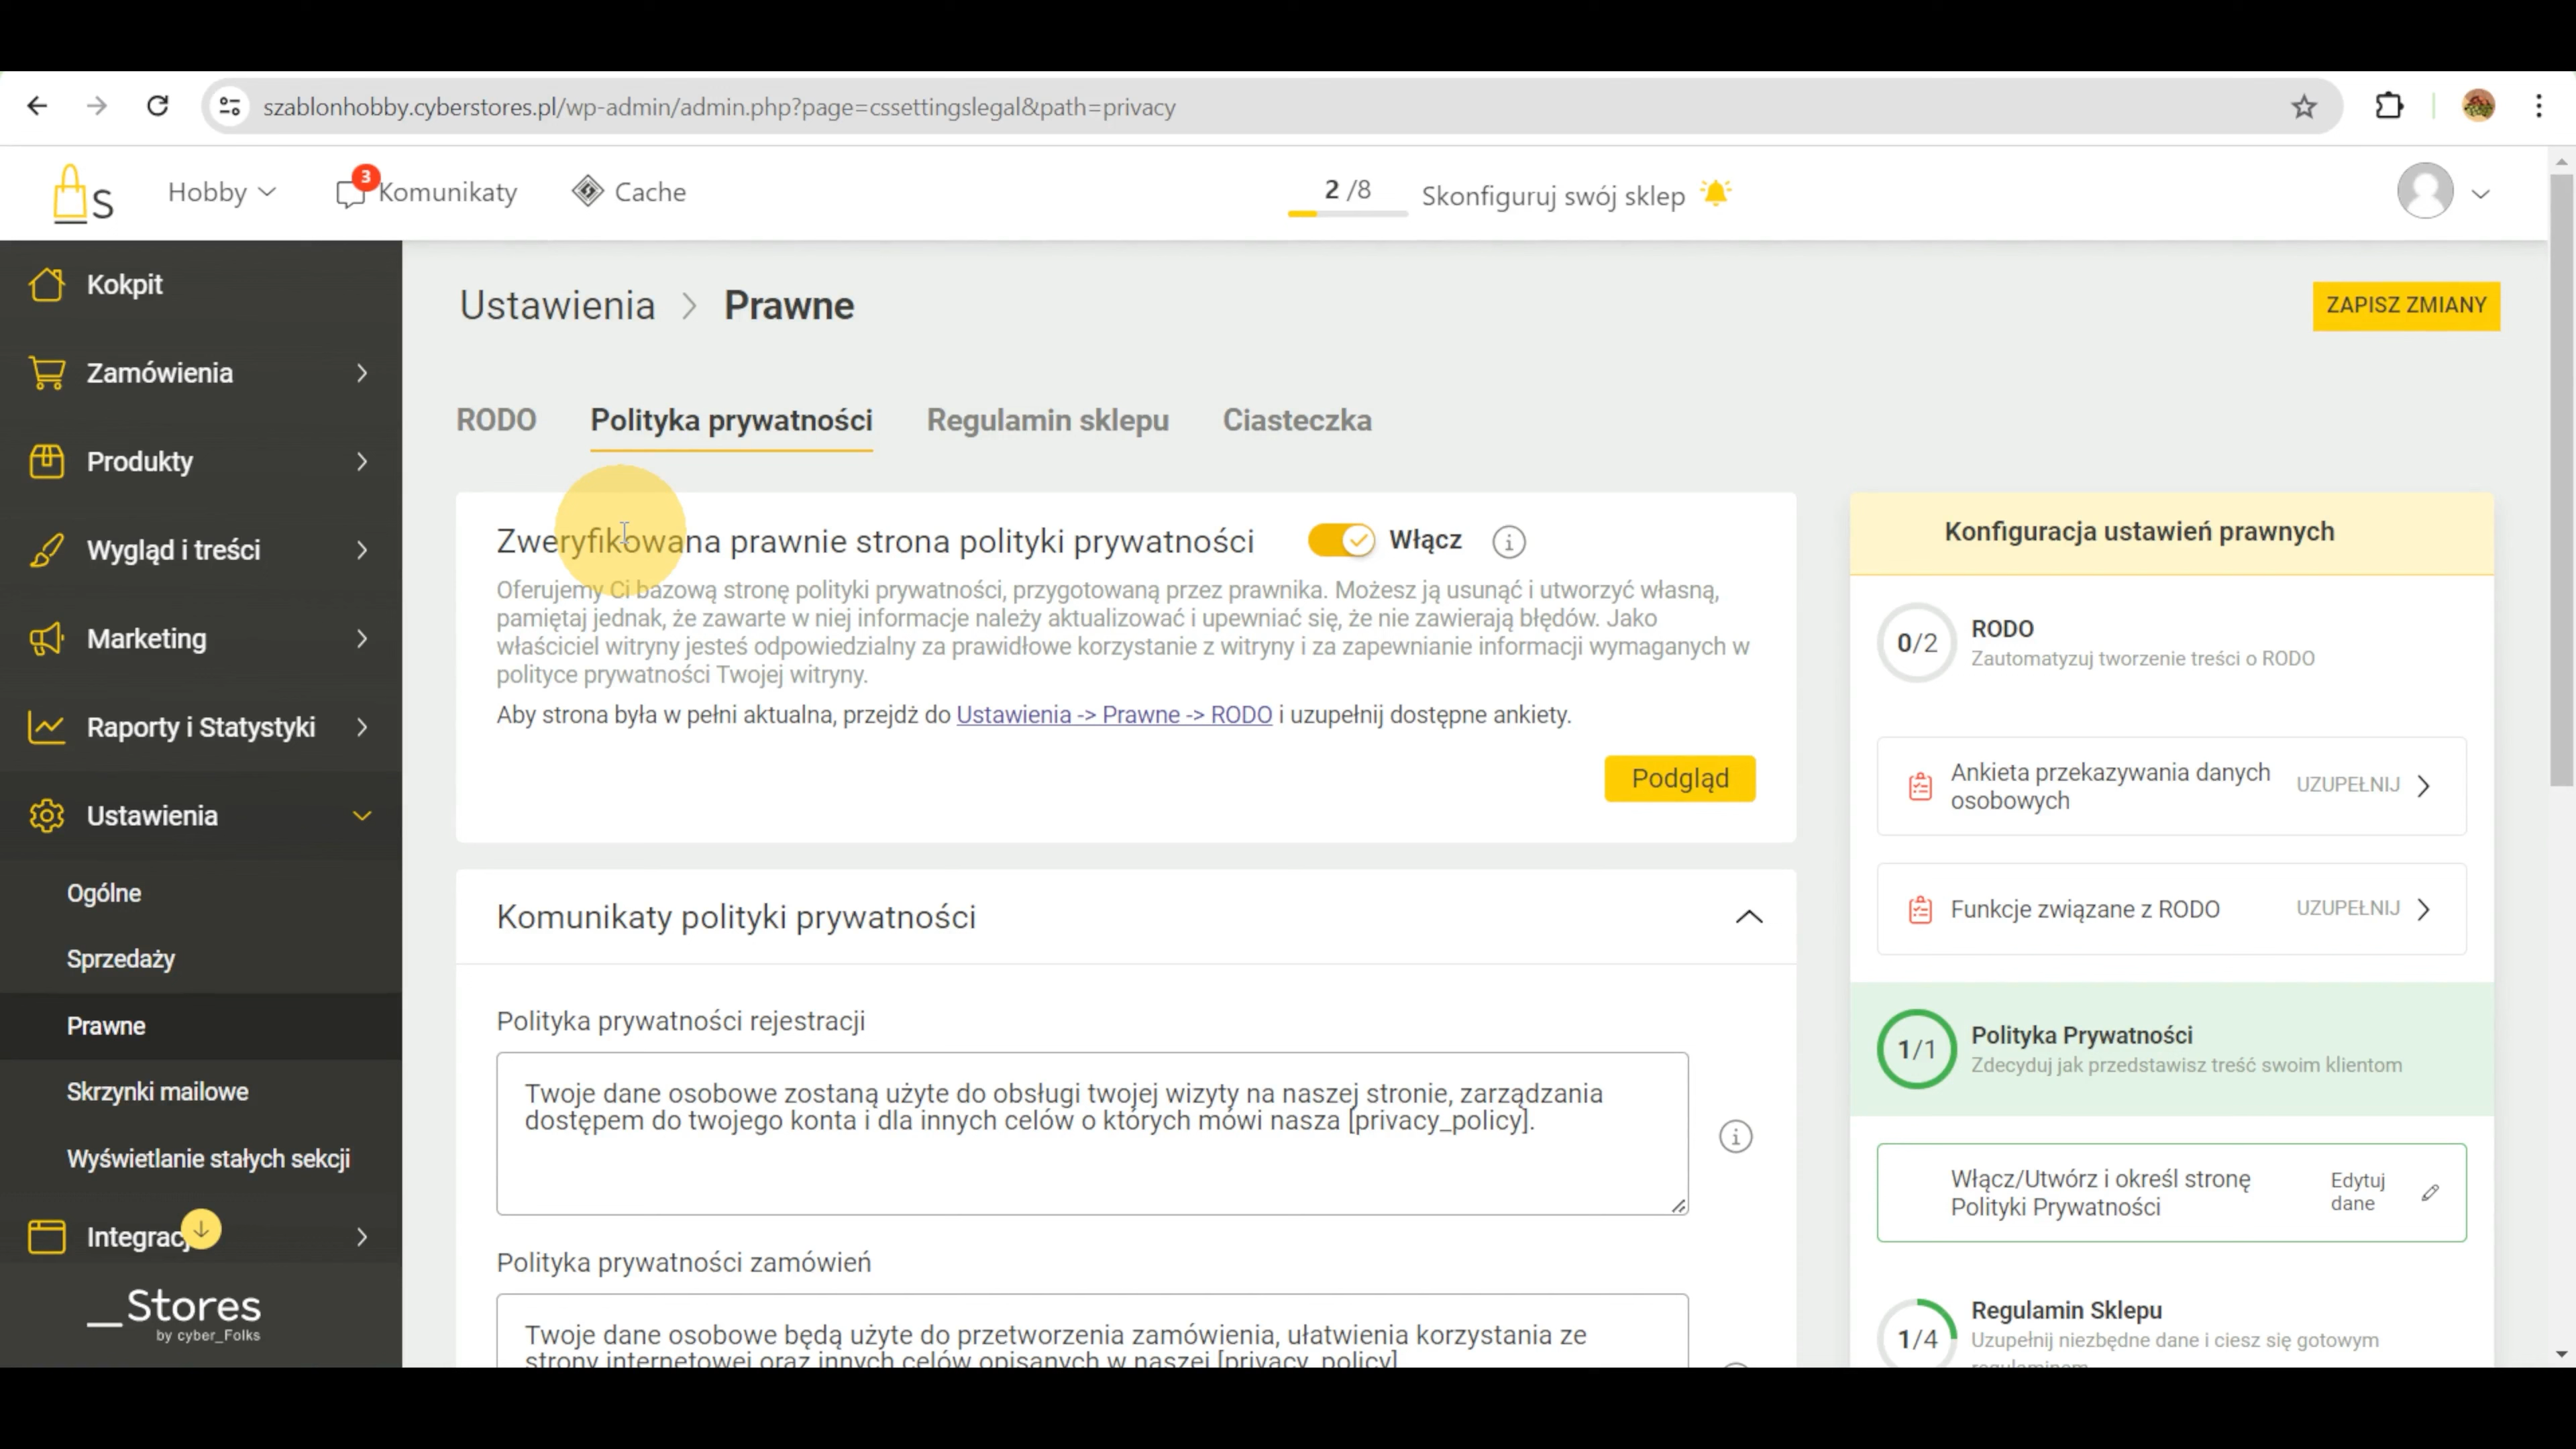 szablonhobby.cyberstores.pl/wp-admin/admin.php?page=cssettingslegal&path=privacy
S
Hobby
3
Komunikaty
Cache
2 /8
Skonfiguruj swój sklep
Kokpit
Zamówienia
Produkty
Wygląd i treści
Marketing
Raporty i Statystyki
Ustawienia
Ogólne
Sprzedaży
Prawne
Skrzynki mailowe
Wyświetlanie stałych sekcji
__Stores
by cyber_Folks
Ustawienia > Prawne
ZAPISZ ZMIANY
RODO
Polityka prywatności
Regulamin sklepu
Ciasteczka
Zweryfikowana prawnie strona polityki prywatności
Włącz
Oferujemy Ci bazową stronę polityki prywatności, przygotowaną przez prawnika. Możesz ją usunąć i utworzyć własną,
pamiętaj jednak, że zawarte w niej informacje należy aktualizować i upewniać się, że nie zawierają błędów. Jako
właściciel witryny jesteś odpowiedzialny za prawidłowe korzystanie z witryny i za zapewnianie informacji wymaganych w
polityce prywatności Twojej witryny.
Aby strona była w pełni aktualna, przejdź do Ustawienia -> Prawne -> RODO i uzupełnij dostępne ankiety.
Podgląd
Komunikaty polityki prywatności
Polityka prywatności rejestracji
Twoje dane osobowe zostaną użyte do obsługi twojej wizyty na naszej stronie, zarządzania
dostępem do twojego konta i dla innych celów o których mówi nasza [privacy_policy].
Polityka prywatności zamówień
Twoje dane osobowe będą użyte do przetworzenia zamówienia, ułatwienia korzystania ze
strony internetowej oraz innych celów opisanych w naszej [privacy_policy]
Konfiguracja ustawień prawnych
0/2
RODO
Zautomatyzuj tworzenie treści o RODO
Ankieta przekazywania danych
osobowych
UZUPEŁNIJ
Funkcje związane z RODO
UZUPEŁNIJ
1/1
Polityka Prywatności
Zdecyduj jak przedstawisz treść swoim klientom
Włącz/Utwórz i określ stronę
Polityki Prywatności
Edytuj
dane
1/4
Regulamin Sklepu
Uzupełnij niezbędne dane i ciesz się gotowym
regulaminem